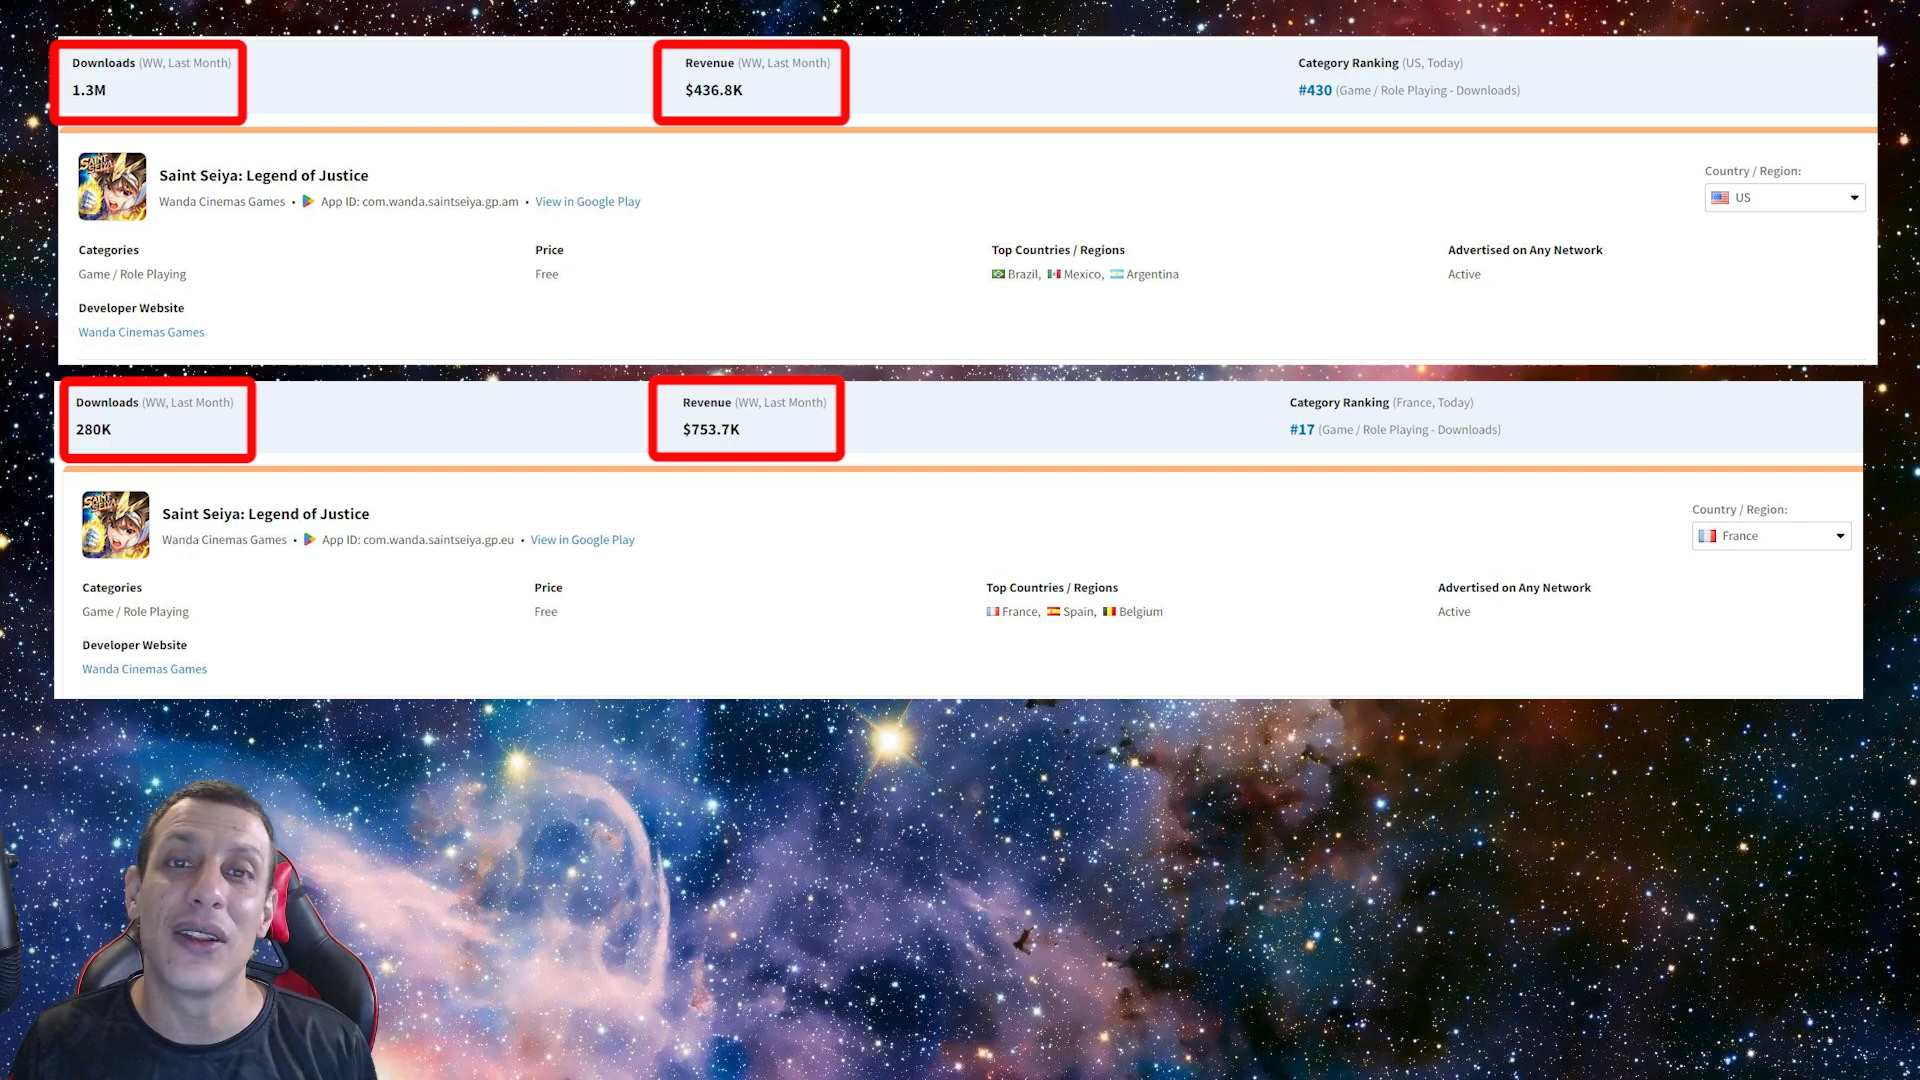 Downloads (WW, Last Month)
1.3M
Revenue (WW, Last Month)
$436.8K
Category Ranking (US, Today)
#430 (Game / Role Playing - Downloads)
SAINT SEIYA
Saint Seiya: Legend of Justice
Wanda Cinemas Games • App ID: com.wanda.saintseiya.gp.am • View in Google Play
Country / Region:
US
Categories
Game / Role Playing
Price
Free
Top Countries / Regions
Brazil, Mexico, Argentina
Advertised on Any Network
Active
Developer Website
Wanda Cinemas Games
Downloads (WW, Last Month)
280K
Revenue (WW, Last Month)
$753.7K
Category Ranking (France, Today)
#17 (Game / Role Playing - Downloads)
SAINT SEIYA
Saint Seiya: Legend of Justice
Wanda Cinemas Games • App ID: com.wanda.saintseiya.gp.eu • View in Google Play
Country / Region:
France
Categories
Game / Role Playing
Price
Free
Top Countries / Regions
France, Spain, Belgium
Advertised on Any Network
Active
Developer Website
Wanda Cinemas Games